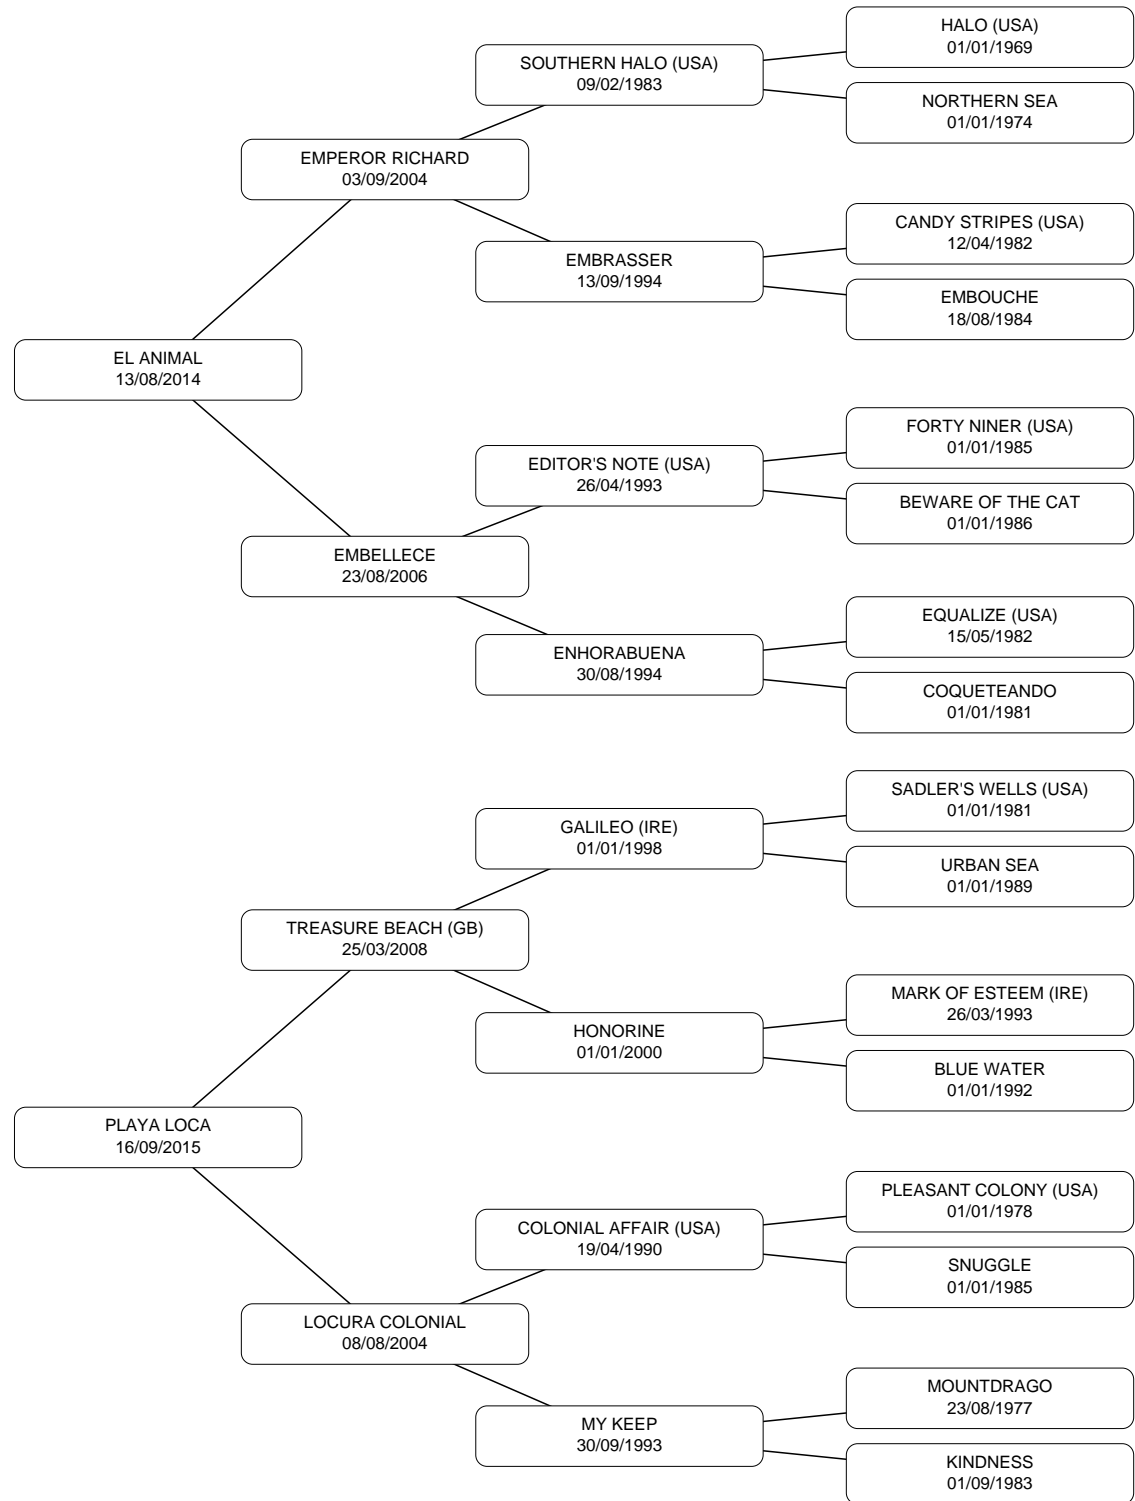 HALO (USA)
01/01/1969
SOUTHERN HALO (USA)
09/02/1983
NORTHERN SEA
01/01/1974
EMPEROR RICHARD
03/09/2004
CANDY STRIPES (USA)
12/04/1982
EMBRASSER
13/09/1994
EMBOUCHE
18/08/1984
EL ANIMAL
13/08/2014
FORTY NINER (USA)
01/01/1985
EDITOR'S NOTE (USA)
26/04/1993
BEWARE OF THE CAT
01/01/1986
EMBELLECE
23/08/2006
EQUALIZE (USA)
15/05/1982
ENHORABUENA
30/08/1994
COQUETEANDO
01/01/1981
SADLER'S WELLS (USA)
01/01/1981
GALILEO (IRE)
01/01/1998
URBAN SEA
01/01/1989
TREASURE BEACH (GB)
25/03/2008
MARK OF ESTEEM (IRE)
26/03/1993
HONORINE
01/01/2000
BLUE WATER
01/01/1992
PLAYA LOCA
16/09/2015
PLEASANT COLONY (USA)
01/01/1978
COLONIAL AFFAIR (USA)
19/04/1990
SNUGGLE
01/01/1985
LOCURA COLONIAL
08/08/2004
MOUNTDRAGO
23/08/1977
MY KEEP
30/09/1993
KINDNESS
01/09/1983